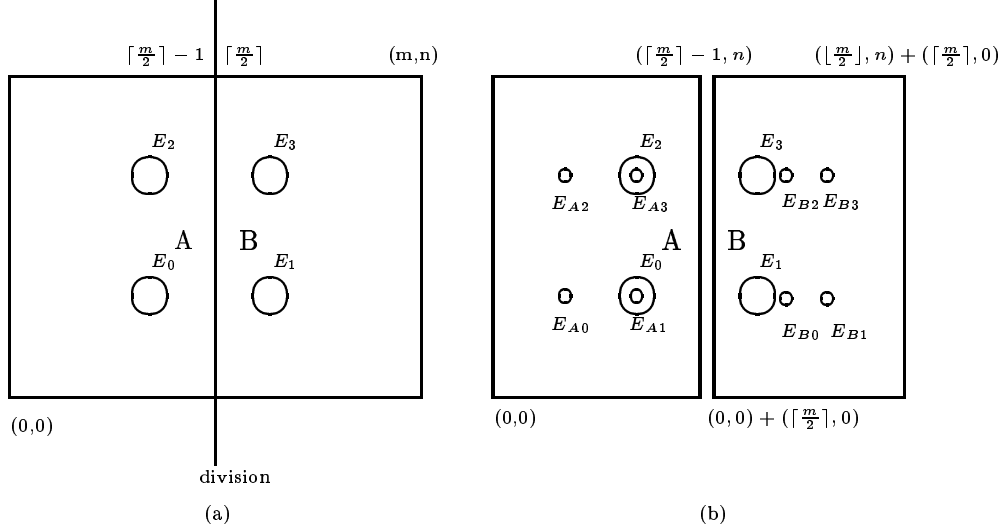 ⌈m/2⌉ − 1 ⌈m/2⌉ (m,n)
E2 E3
A B
E0 E1
(0,0)
division
(a)
(⌈m/2⌉ − 1, n) (⌊m/2⌋, n) + (⌈m/2⌉, 0)
E2 E3
EA2 EA3 EB2 EB3
A B
E0 E1
EA0 EA1 EB0 EB1
(0,0) (0, 0) + (⌈m/2⌉, 0)
(b)